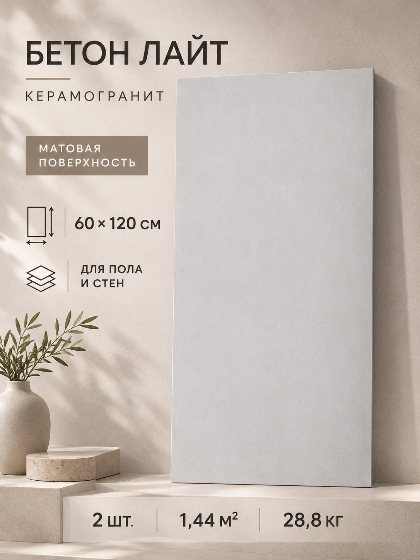 БЕТОН ЛАЙТ
КЕРАМОГРАНИТ
МАТОВАЯ
ПОВЕРХНОСТЬ
60 × 120 СМ
ДЛЯ ПОЛА
И СТЕН
2 ШТ. 1,44 М² 28,8 КГ